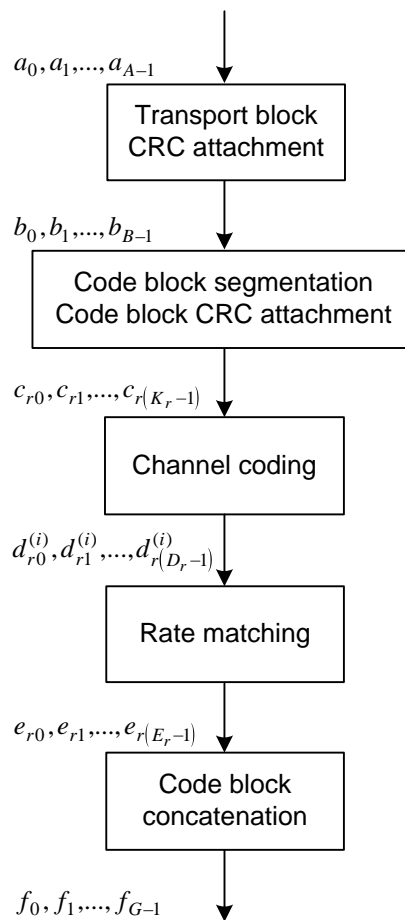 a_0, a_1,..., a_{A-1}
Transport block
CRC attachment
b_0, b_1,..., b_{B-1}
Code block segmentation
Code block CRC attachment
c_{r0}, c_{r1},..., c_{r(K_r-1)}
Channel coding
d_{r0}^{(i)}, d_{r1}^{(i)},..., d_{r(D_r-1)}^{(i)}
Rate matching
e_{r0}, e_{r1},..., e_{r(E_r-1)}
Code block
concatenation
f_0, f_1,..., f_{G-1}